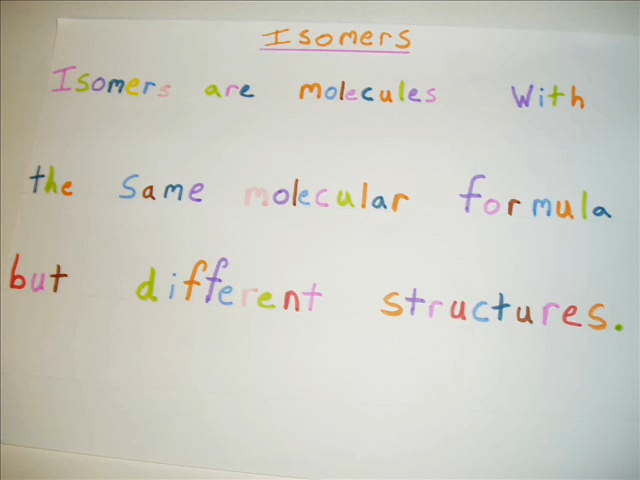 Isomers
Isomers are molecules With
the same molecular formula
but different structures.